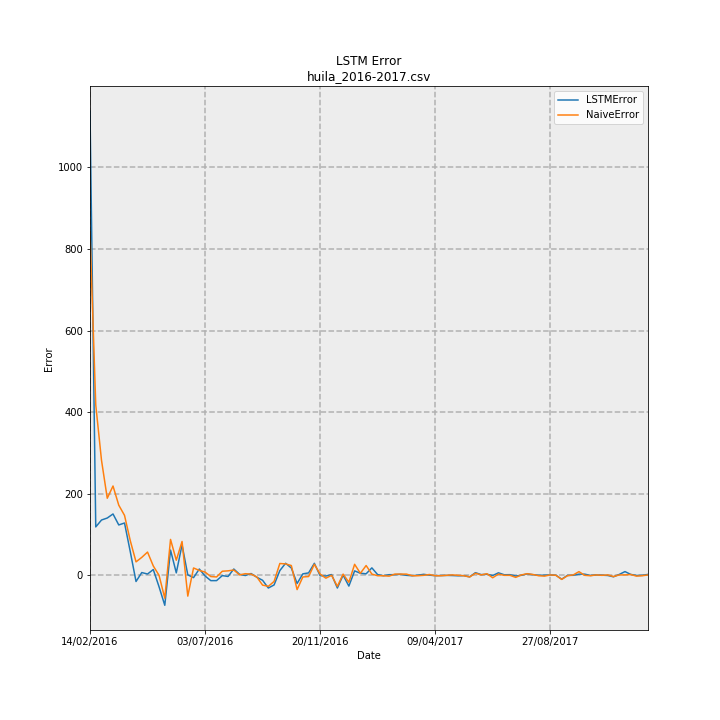 LSTM Error
huila_2016-2017.csv
LSTMError
NaiveError
1000
800
600
400
200
0
Error
14/02/2016 03/07/2016 20/11/2016 09/04/2017 27/08/2017
Date